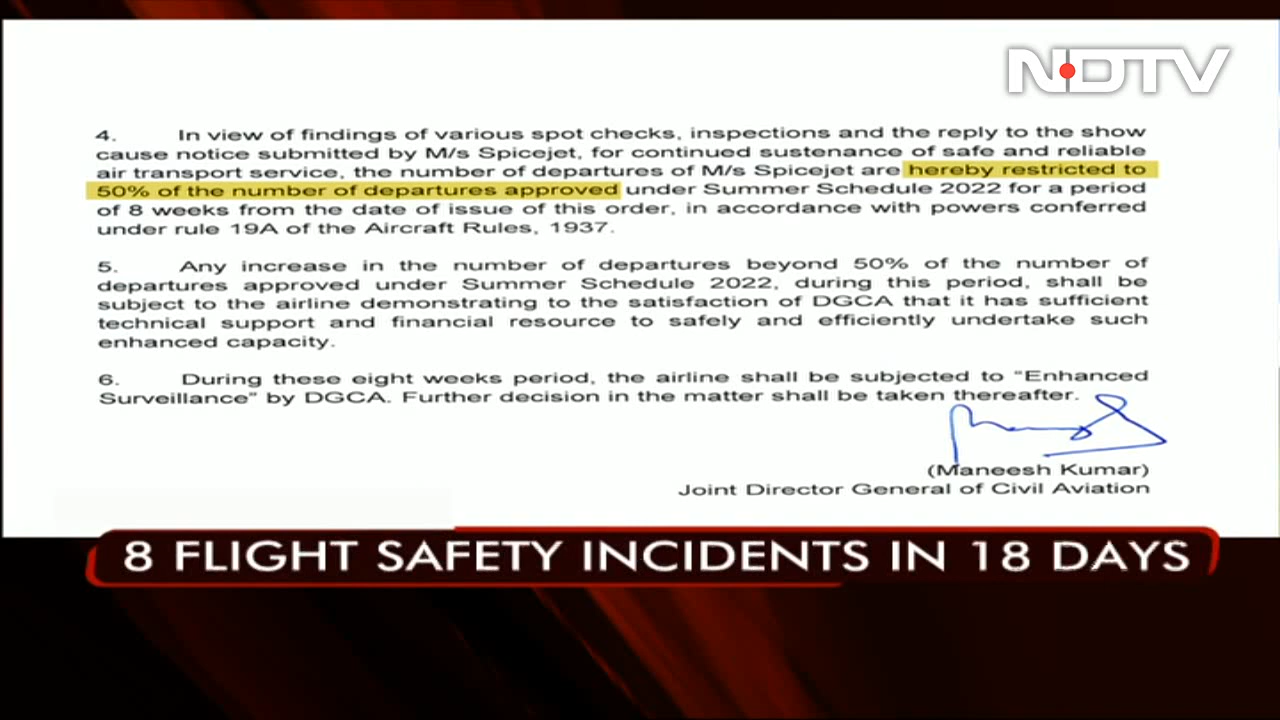 NDTV
4. In view of findings of various spot checks, inspections and the reply to the show
cause notice submitted by M/s Spicejet, for continued sustenance of safe and reliable
air transport service, the number of departures of M/s Spicejet are hereby restricted to
50% of the number of departures approved under Summer Schedule 2022 for a period
of 8 weeks from the date of issue of this order, in accordance with powers conferred
under rule 19A of the Aircraft Rules, 1937.
5. Any increase in the number of departures beyond 50% of the number of
departures approved under Summer Schedule 2022, during this period, shall be
subject to the airline demonstrating to the satisfaction of DGCA that it has sufficient
technical support and financial resource to safely and efficiently undertake such
enhanced capacity.
6. During these eight weeks period, the airline shall be subjected to “Enhanced
Surveillance” by DGCA. Further decision in the matter shall be taken thereafter.
(Maneesh Kumar)
Joint Director General of Civil Aviation
8 FLIGHT SAFETY INCIDENTS IN 18 DAYS